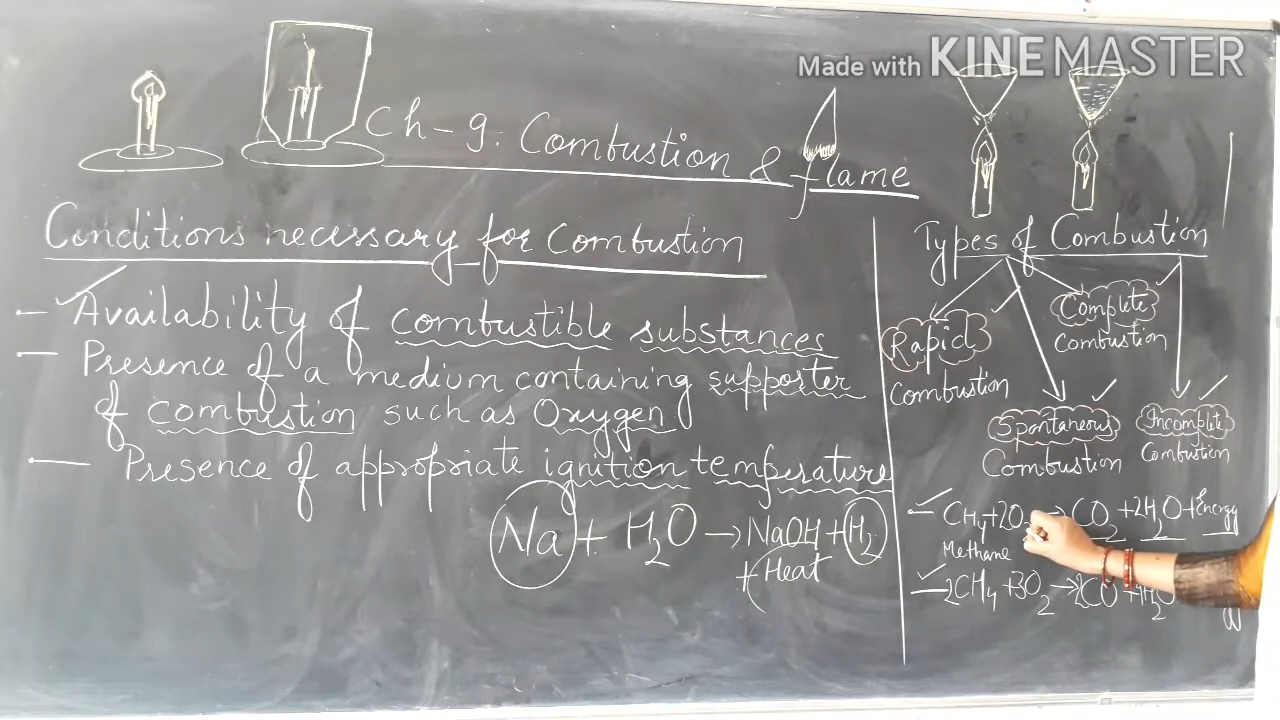 Made with KINEMASTER
Ch-9: Combustion & flame
Conditions necessary for Combustion
– Availability of combustible substances
– Presence of a medium containing supporter
of combustion such as Oxygen
– Presence of appropriate ignition temperature
Na + H₂O → NaOH + H₂
+ Heat
Types of Combustion
Rapid
Combustion
Complete
Combustion
Spontaneous
Combustion
Incomplete
Combustion
CH₄+2O₂ → CO₂+2H₂O+Energy
Methane
2CH₄+3O₂→2CO+4H₂O